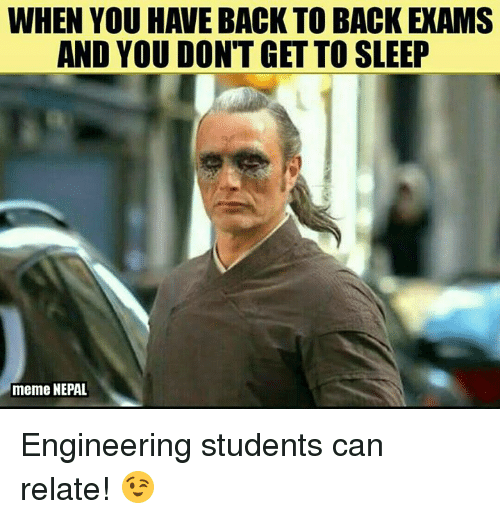 WHEN YOU HAVE BACK TO BACK EXAMS
AND YOU DON'T GET TO SLEEP
meme NEPAL
Engineering students can
relate! 😉